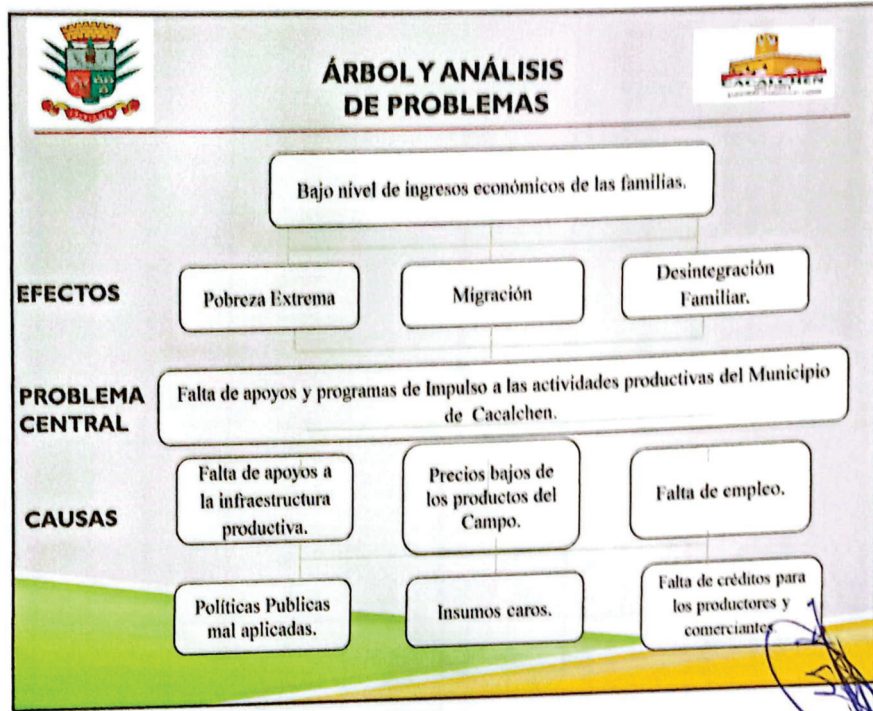 ÁRBOL Y ANÁLISIS
DE PROBLEMAS
CACALCHEN
Bajo nivel de ingresos económicos de las familias.
EFECTOS
Pobreza Extrema
Migración
Desintegración
Familiar.
PROBLEMA
CENTRAL
Falta de apoyos y programas de Impulso a las actividades productivas del Municipio
de Cacalchen.
CAUSAS
Falta de apoyos a
la infraestructura
productiva.
Precios bajos de
los productos del
Campo.
Falta de empleo.
Políticas Publicas
mal aplicadas.
Insumos caros.
Falta de créditos para
los productores y
comerciantes.